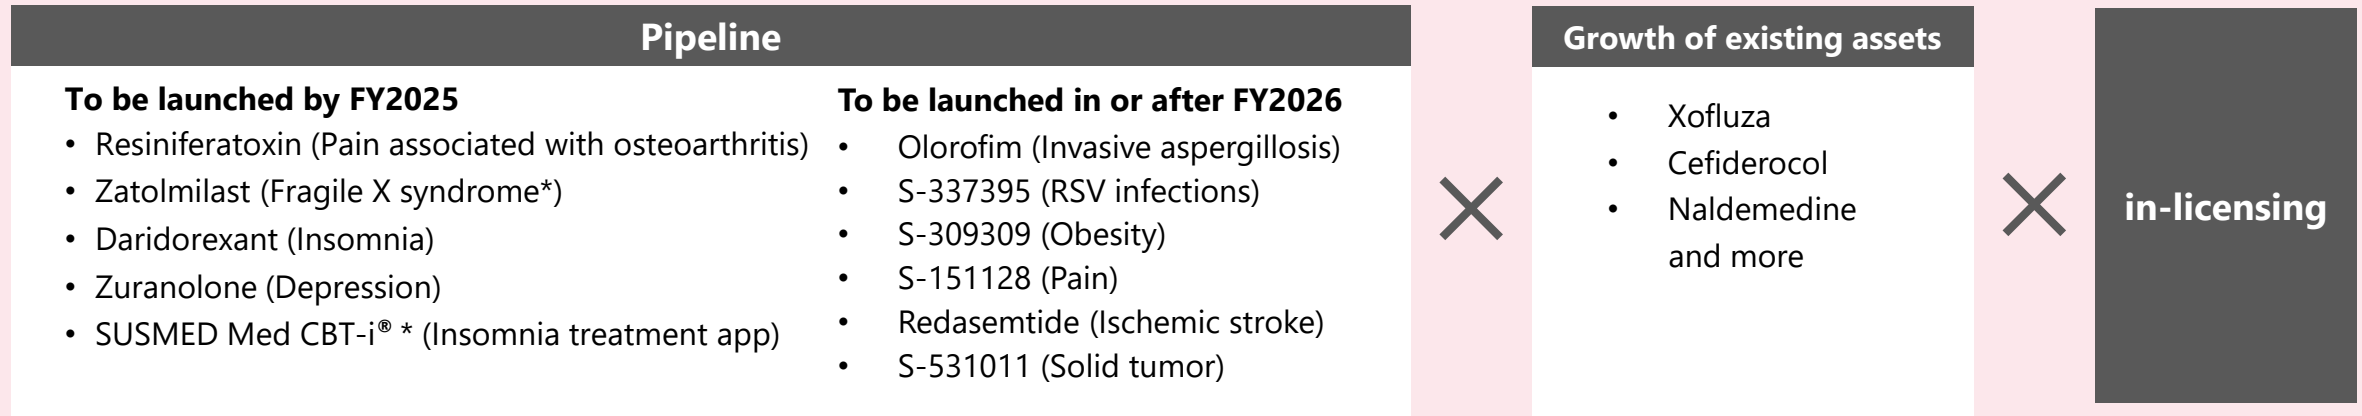 Pipeline
To be launched by FY2025
• Resiniferatoxin (Pain associated with osteoarthritis)
• Zatolmilast (Fragile X syndrome*)
• Daridorexant (Insomnia)
• Zuranolone (Depression)
• SUSMED Med CBT-i® * (Insomnia treatment app)
To be launched in or after FY2026
• Olorofim (Invasive aspergillosis)
• S-337395 (RSV infections)
• S-309309 (Obesity)
• S-151128 (Pain)
• Redasemtide (Ischemic stroke)
• S-531011 (Solid tumor)
Growth of existing assets
• Xofluza
• Cefiderocol
• Naldemedine
and more
in-licensing